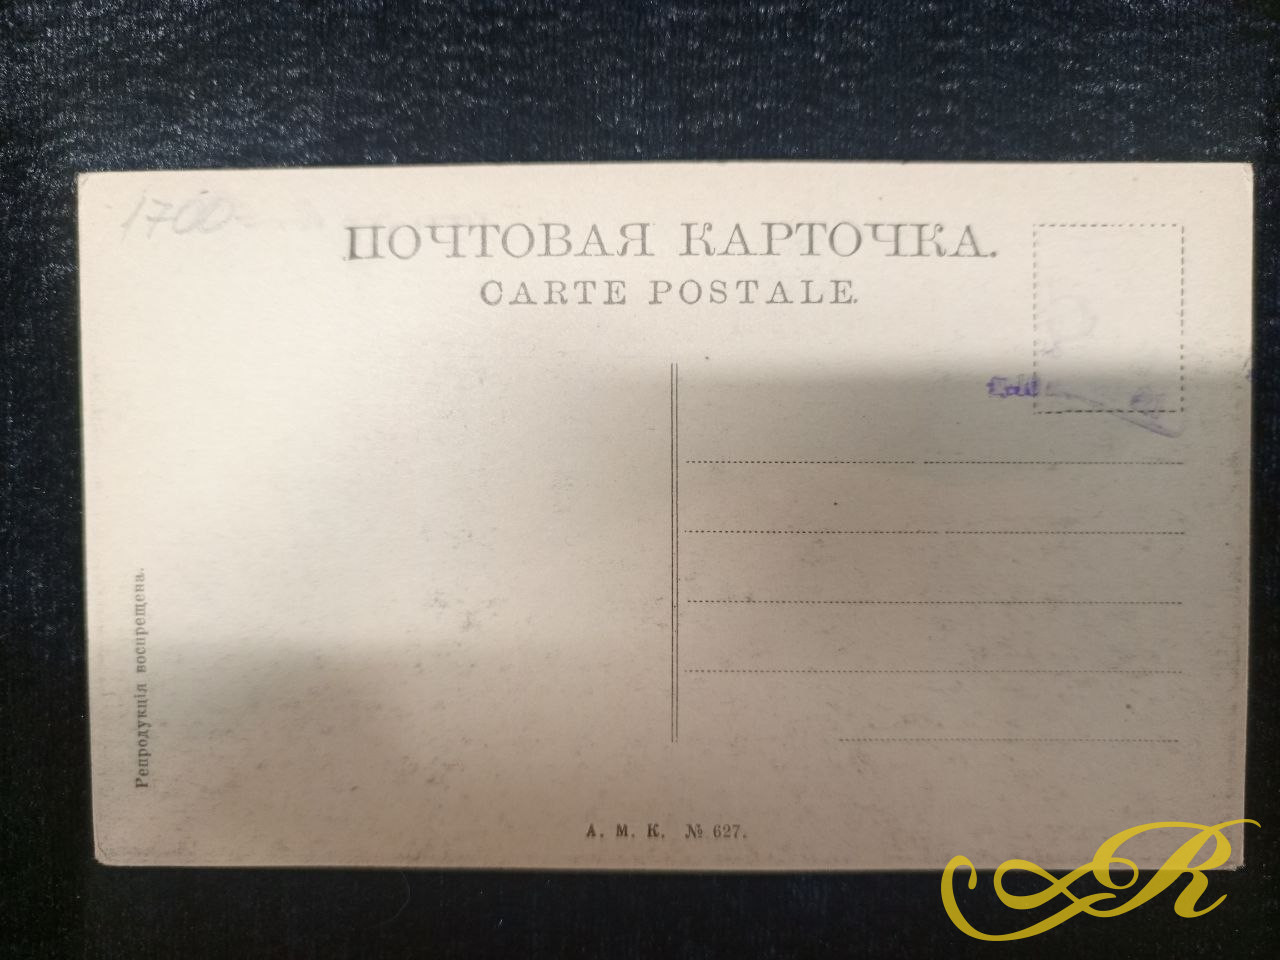 1700-
ПОЧТОВАЯ КАРТОЧКА.
CARTE POSTALE.
Репродукція воспрещена.
А. М. К. № 627.
R